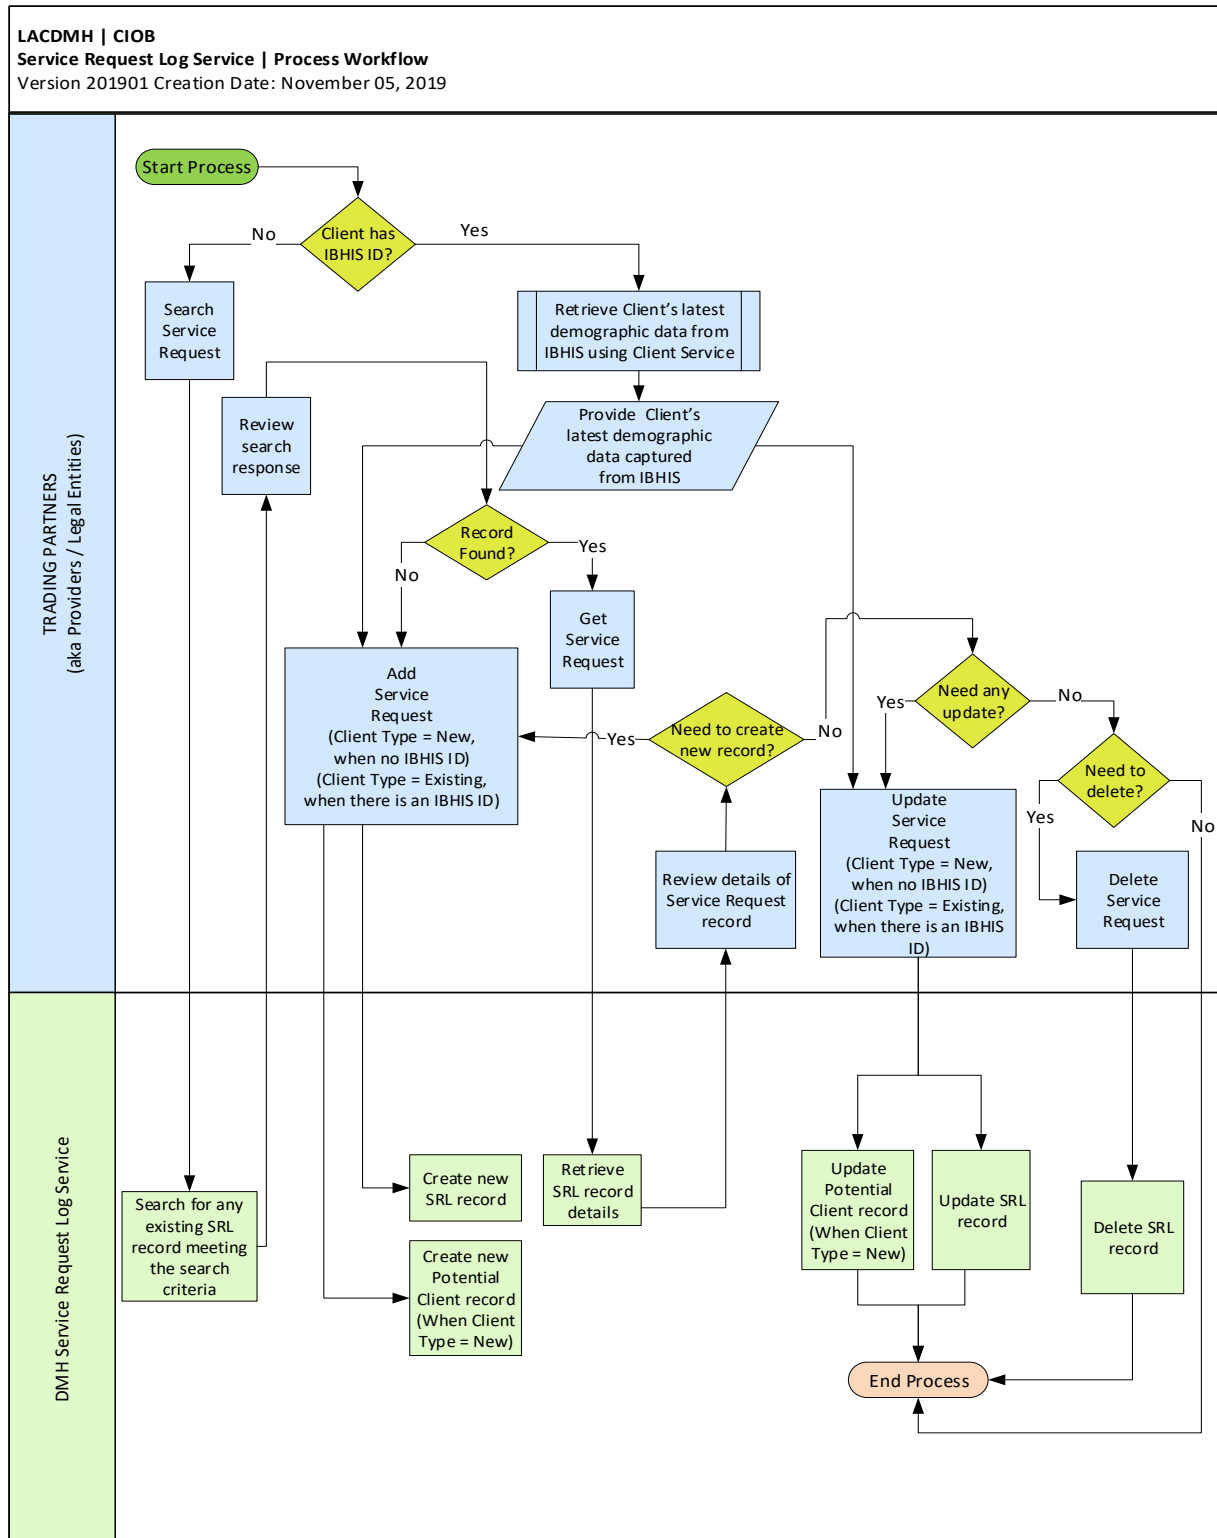 LACDMH | CIOB
Service Request Log Service | Process Workflow
Version 201901 Creation Date: November 05, 2019
TRADING PARTNERS
(aka Providers / Legal Entities)
Start Process
Client has
IBHIS ID?
No
Yes
Search
Service
Request
Retrieve Client’s latest
demographic data from
IBHIS using Client Service
Review
search
response
Provide Client’s
latest demographic
data captured
from IBHIS
Record
Found?
No
Yes
Get
Service
Request
Add
Service
Request
(Client Type = New,
when no IBHIS ID)
(Client Type = Existing,
when there is an IBHIS ID)
Yes
Need to create
new record?
No
Need any
update?
Yes
No
Need to
delete?
Yes
No
Review details of
Service Request
record
Update
Service
Request
(Client Type = New,
when no IBHIS ID)
(Client Type = Existing,
when there is an IBHIS
ID)
Delete
Service
Request
DMH Service Request Log Service
Search for any
existing SRL
record meeting
the search
criteria
Create new
SRL record
Create new
Potential
Client record
(When Client
Type = New)
Retrieve
SRL record
details
Update
Potential
Client record
(When Client
Type = New)
Update SRL
record
Delete SRL
record
End Process